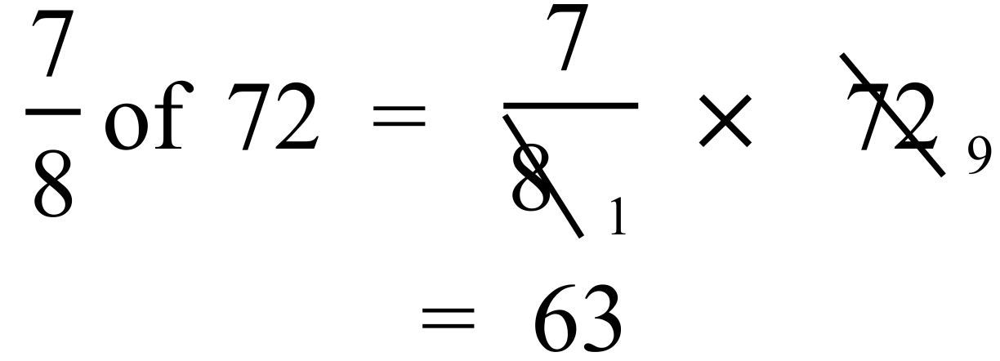 7/8 of 72 = 7/8 1 × 72 9
= 63